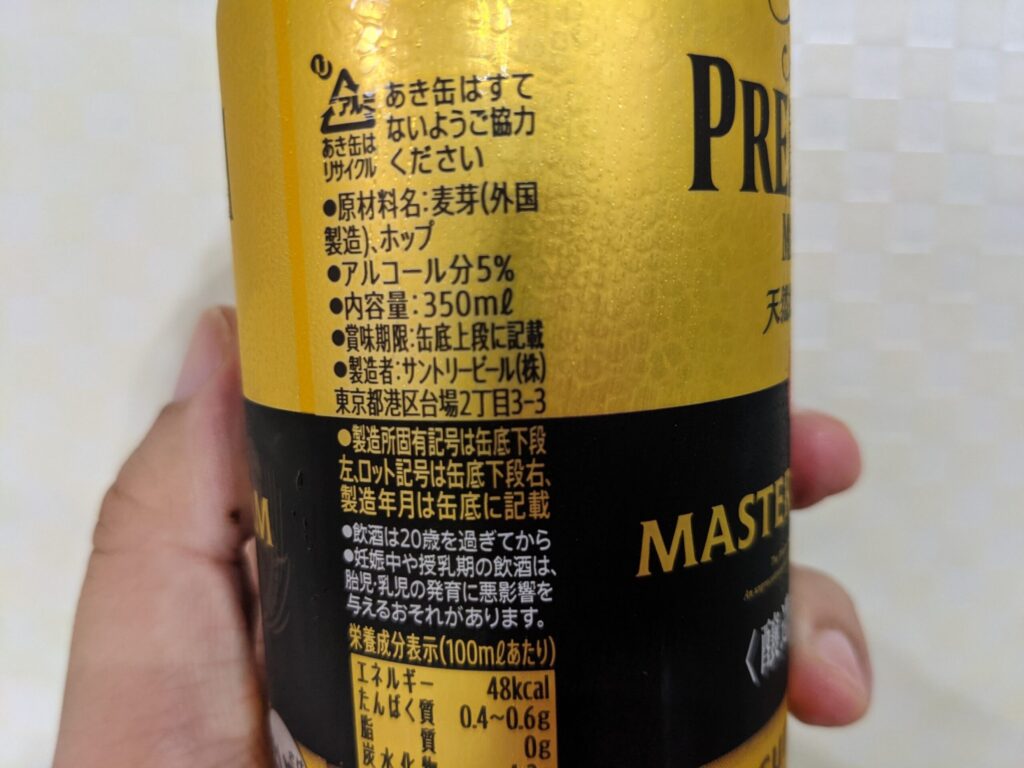 アルミ
あき缶は
リサイクル
あき缶はすて
ないようご協力
ください
●原材料名:麦芽(外国
製造)、ホップ
●アルコール分5%
●内容量:350mℓ
●賞味期限:缶底上段に記載
●製造者:サントリービール(株)
東京都港区台場2丁目3-3
●製造所固有記号は缶底下段
左、ロット記号は缶底下段右、
製造年月は缶底に記載
●飲酒は20歳を過ぎてから
●妊娠中や授乳期の飲酒は、
胎児・乳児の発育に悪影響を
与えるおそれがあります。
栄養成分表示(100mℓあたり)
エネルギー 48kcal
たんぱく質 0.4~0.6g
脂質 0g
炭水化物
PRE
天然
MASTER